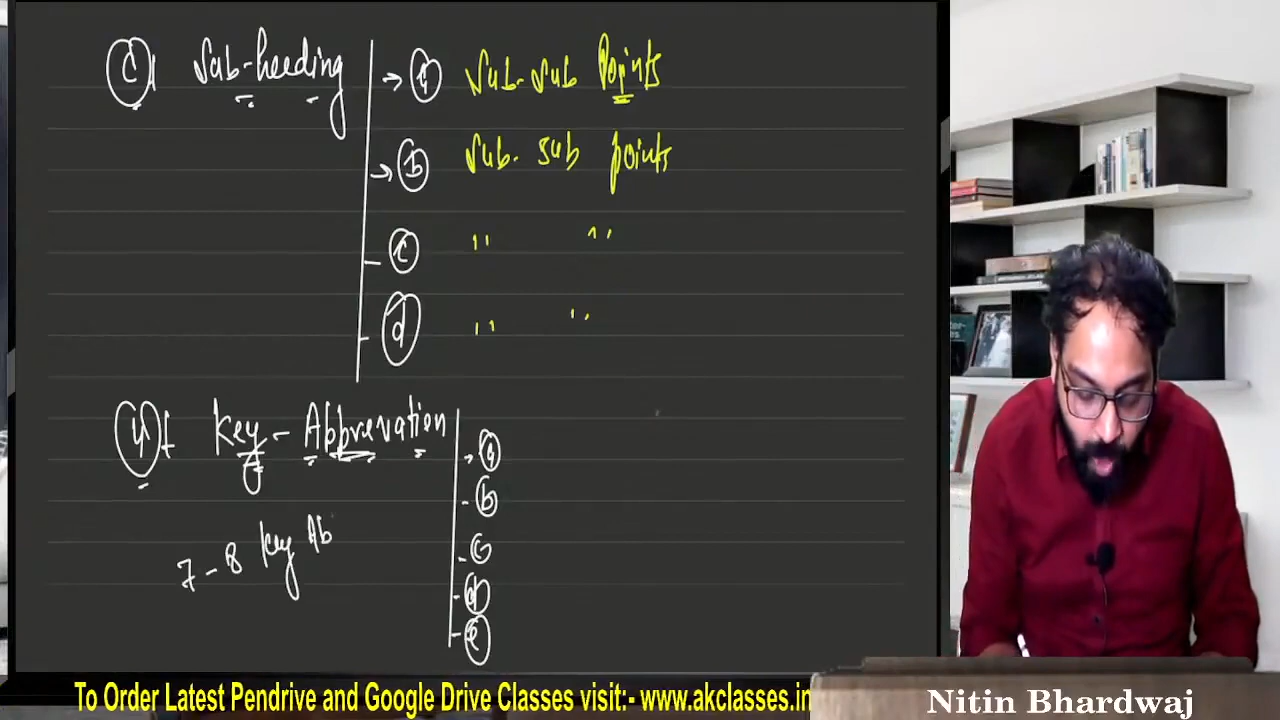 C Sub-heeding → a Sub-sub Points
→ b Sub-sub points
c " "
d " "
4 Key-Abbrevation a
b
c
d
e
7-8 key Ab
To Order Latest Pendrive and Google Drive Classes visit:- www.akclasses.in
Nitin Bhardwaj